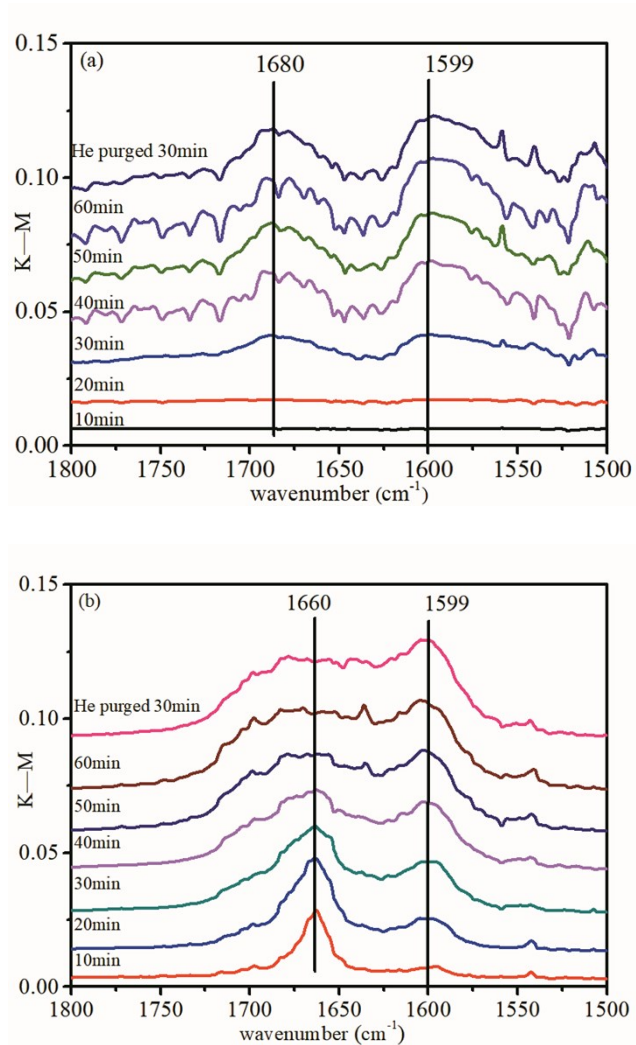 (a)
1680 1599
0.15
He purged 30min
0.10
60min
50min
K—M
0.05
40min
30min
20min
10min
0.00
1800 1750 1700 1650 1600 1550 1500
wavenumber (cm⁻¹)
(b)
1660 1599
0.15
He purged 30min
0.10
60min
50min
K—M
40min
0.05
30min
20min
10min
0.00
1800 1750 1700 1650 1600 1550 1500
wavenumber (cm⁻¹)